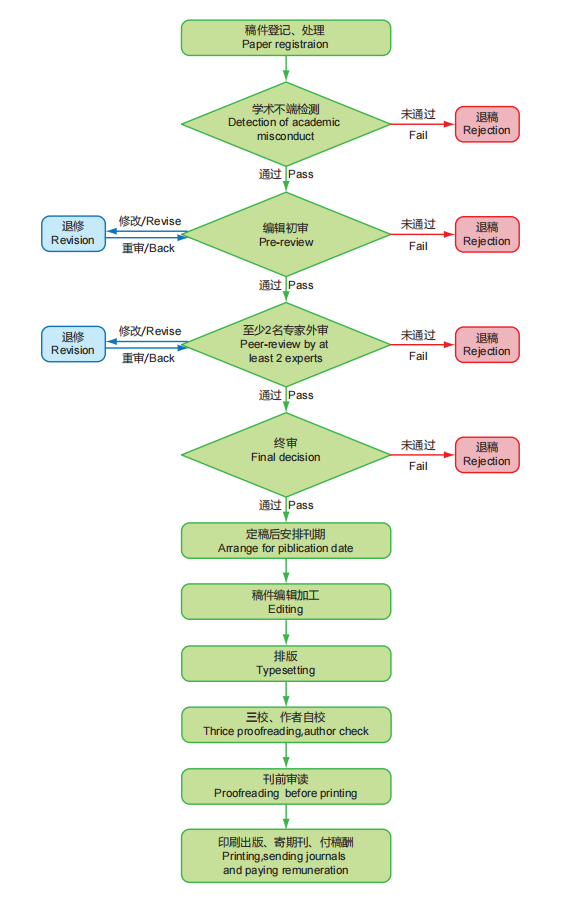 稿件登记、处理
Paper registraion
学术不端检测
Detection of academic
misconduct
未通过
Fail
退稿
Rejection
通过 Pass
退修
Revision
修改/Revise
重审/Back
编辑初审
Pre-review
未通过
Fail
退稿
Rejection
通过 Pass
退修
Revision
修改/Revise
重审/Back
至少2名专家外审
Peer-review by at
least 2 experts
未通过
Fail
退稿
Rejection
通过 Pass
终审
Final decision
未通过
Fail
退稿
Rejection
通过 Pass
定稿后安排刊期
Arrange for piblication date
稿件编辑加工
Editing
排版
Typesetting
三校、作者自校
Thrice proofreading,author check
刊前审读
Proofreading before printing
印刷出版、寄期刊、付稿酬
Printing,sending journals
and paying remuneration